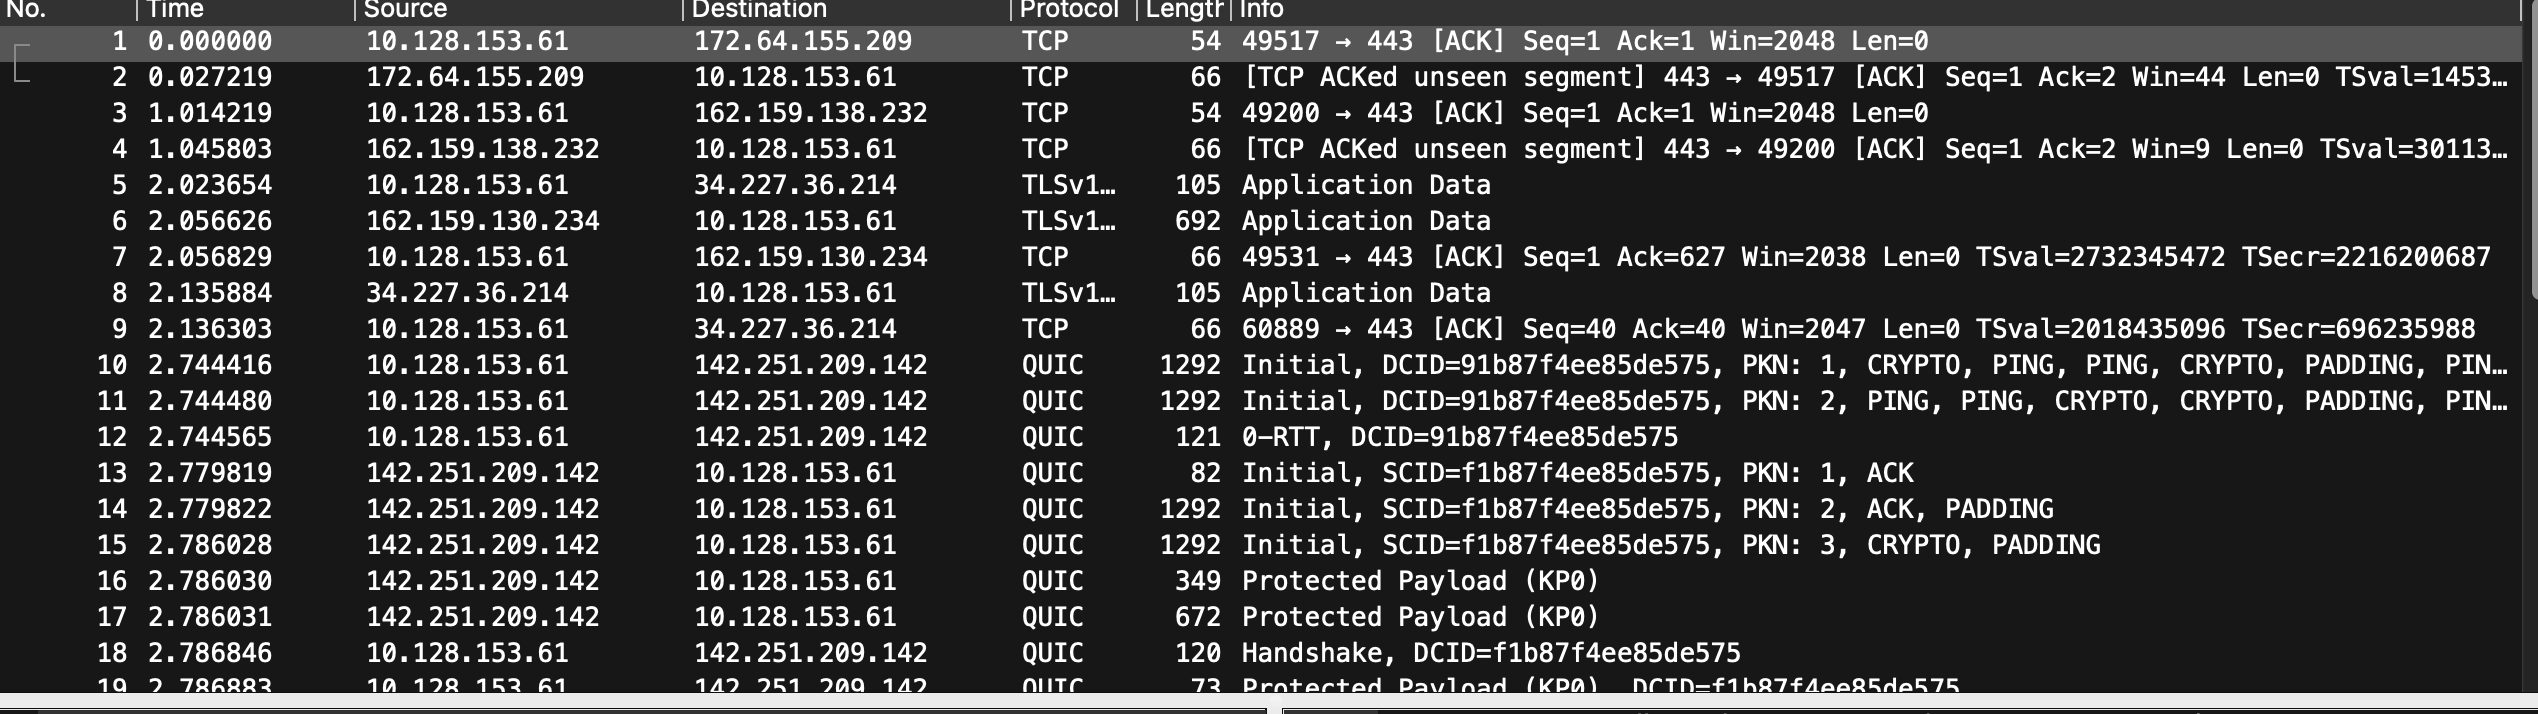 No. Time Source Destination Protocol Length Info
1 0.000000 10.128.153.61 172.64.155.209 TCP 54 49517 → 443 [ACK] Seq=1 Ack=1 Win=2048 Len=0
2 0.027219 172.64.155.209 10.128.153.61 TCP 66 [TCP ACKed unseen segment] 443 → 49517 [ACK] Seq=1 Ack=2 Win=44 Len=0 TSval=1453…
3 1.014219 10.128.153.61 162.159.138.232 TCP 54 49200 → 443 [ACK] Seq=1 Ack=1 Win=2048 Len=0
4 1.045803 162.159.138.232 10.128.153.61 TCP 66 [TCP ACKed unseen segment] 443 → 49200 [ACK] Seq=1 Ack=2 Win=9 Len=0 TSval=30113…
5 2.023654 10.128.153.61 34.227.36.214 TLSv1… 105 Application Data
6 2.056626 162.159.130.234 10.128.153.61 TLSv1… 692 Application Data
7 2.056829 10.128.153.61 162.159.130.234 TCP 66 49531 → 443 [ACK] Seq=1 Ack=627 Win=2038 Len=0 TSval=2732345472 TSecr=2216200687
8 2.135884 34.227.36.214 10.128.153.61 TLSv1… 105 Application Data
9 2.136303 10.128.153.61 34.227.36.214 TCP 66 60889 → 443 [ACK] Seq=40 Ack=40 Win=2047 Len=0 TSval=2018435096 TSecr=696235988
10 2.744416 10.128.153.61 142.251.209.142 QUIC 1292 Initial, DCID=91b87f4ee85de575, PKN: 1, CRYPTO, PING, PING, CRYPTO, PADDING, PIN…
11 2.744480 10.128.153.61 142.251.209.142 QUIC 1292 Initial, DCID=91b87f4ee85de575, PKN: 2, PING, PING, CRYPTO, CRYPTO, PADDING, PIN…
12 2.744565 10.128.153.61 142.251.209.142 QUIC 121 0-RTT, DCID=91b87f4ee85de575
13 2.779819 142.251.209.142 10.128.153.61 QUIC 82 Initial, SCID=f1b87f4ee85de575, PKN: 1, ACK
14 2.779822 142.251.209.142 10.128.153.61 QUIC 1292 Initial, SCID=f1b87f4ee85de575, PKN: 2, ACK, PADDING
15 2.786028 142.251.209.142 10.128.153.61 QUIC 1292 Initial, SCID=f1b87f4ee85de575, PKN: 3, CRYPTO, PADDING
16 2.786030 142.251.209.142 10.128.153.61 QUIC 349 Protected Payload (KP0)
17 2.786031 142.251.209.142 10.128.153.61 QUIC 672 Protected Payload (KP0)
18 2.786846 10.128.153.61 142.251.209.142 QUIC 120 Handshake, DCID=f1b87f4ee85de575
19 2.786883 10.128.153.61 142.251.209.142 QUIC 73 Protected Payload (KP0), DCID=f1b87f4ee85de575